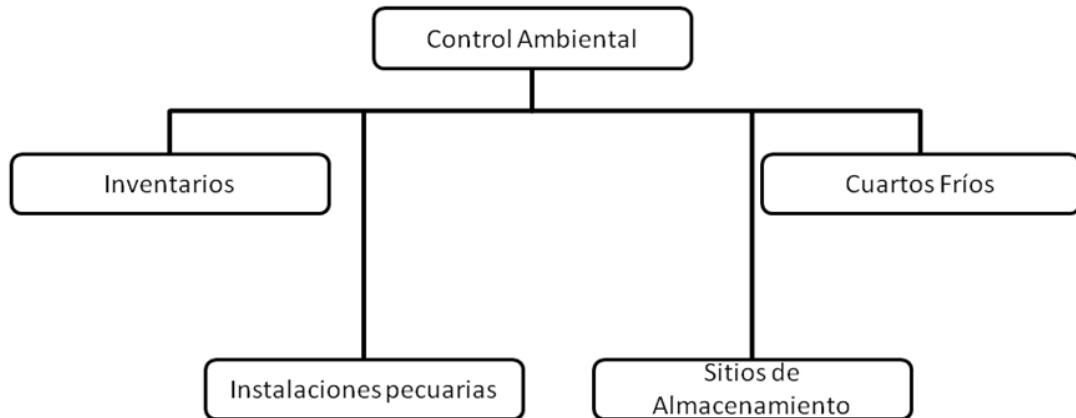 Control Ambiental
Inventarios
Cuartos Fríos
Instalaciones pecuarias
Sitios de
Almacenamiento